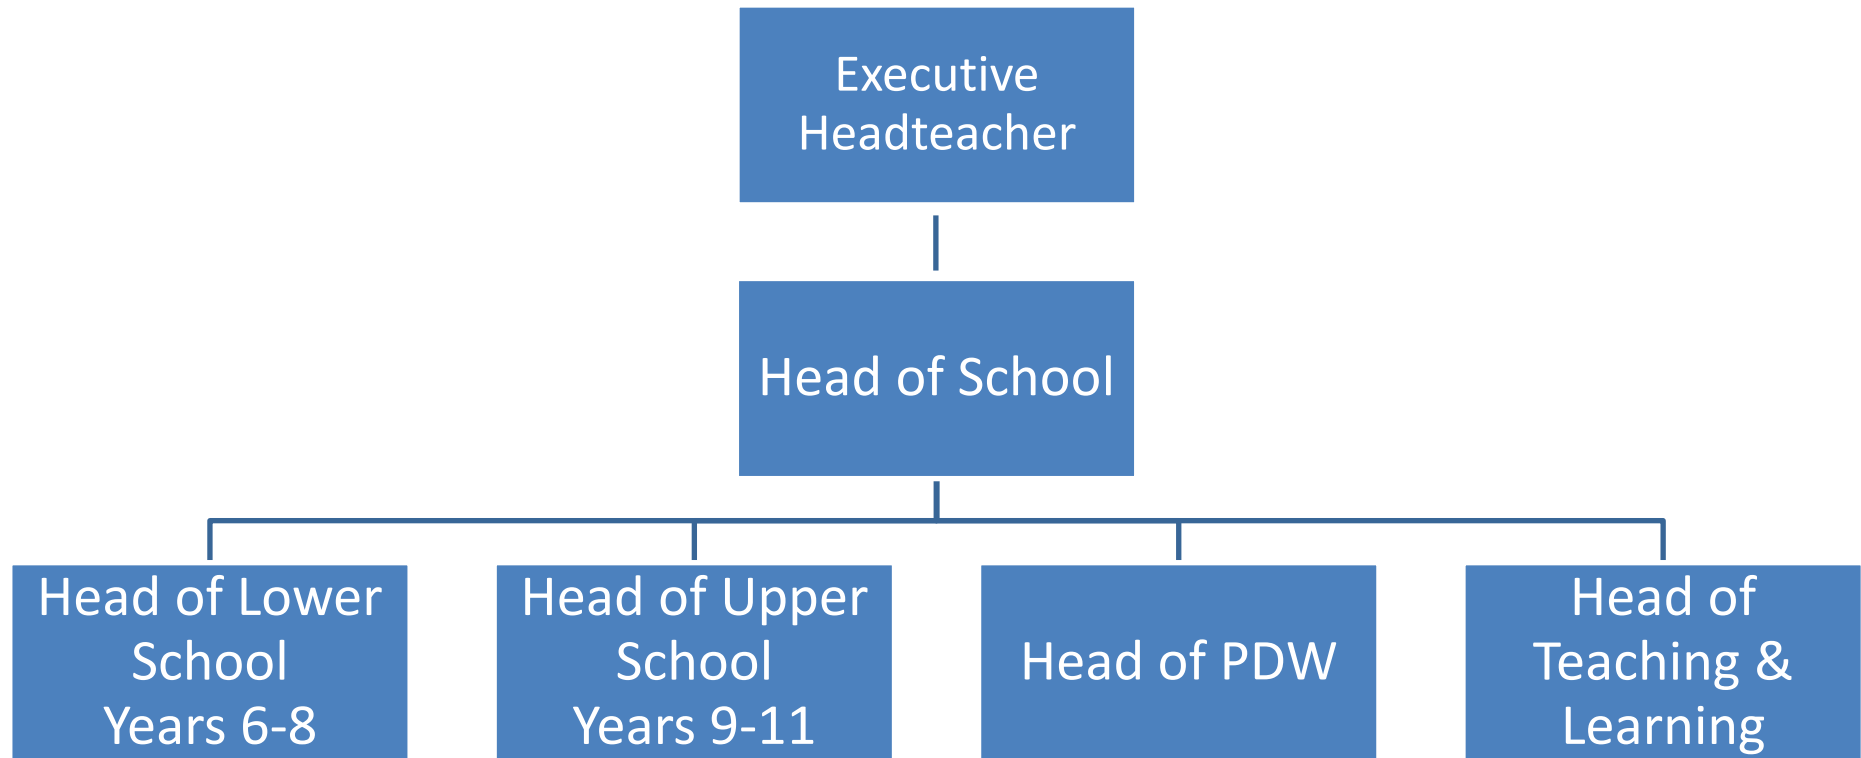 Executive
Headteacher
Head of School
Head of Lower
School
Years 6-8
Head of Upper
School
Years 9-11
Head of PDW
Head of
Teaching &
Learning